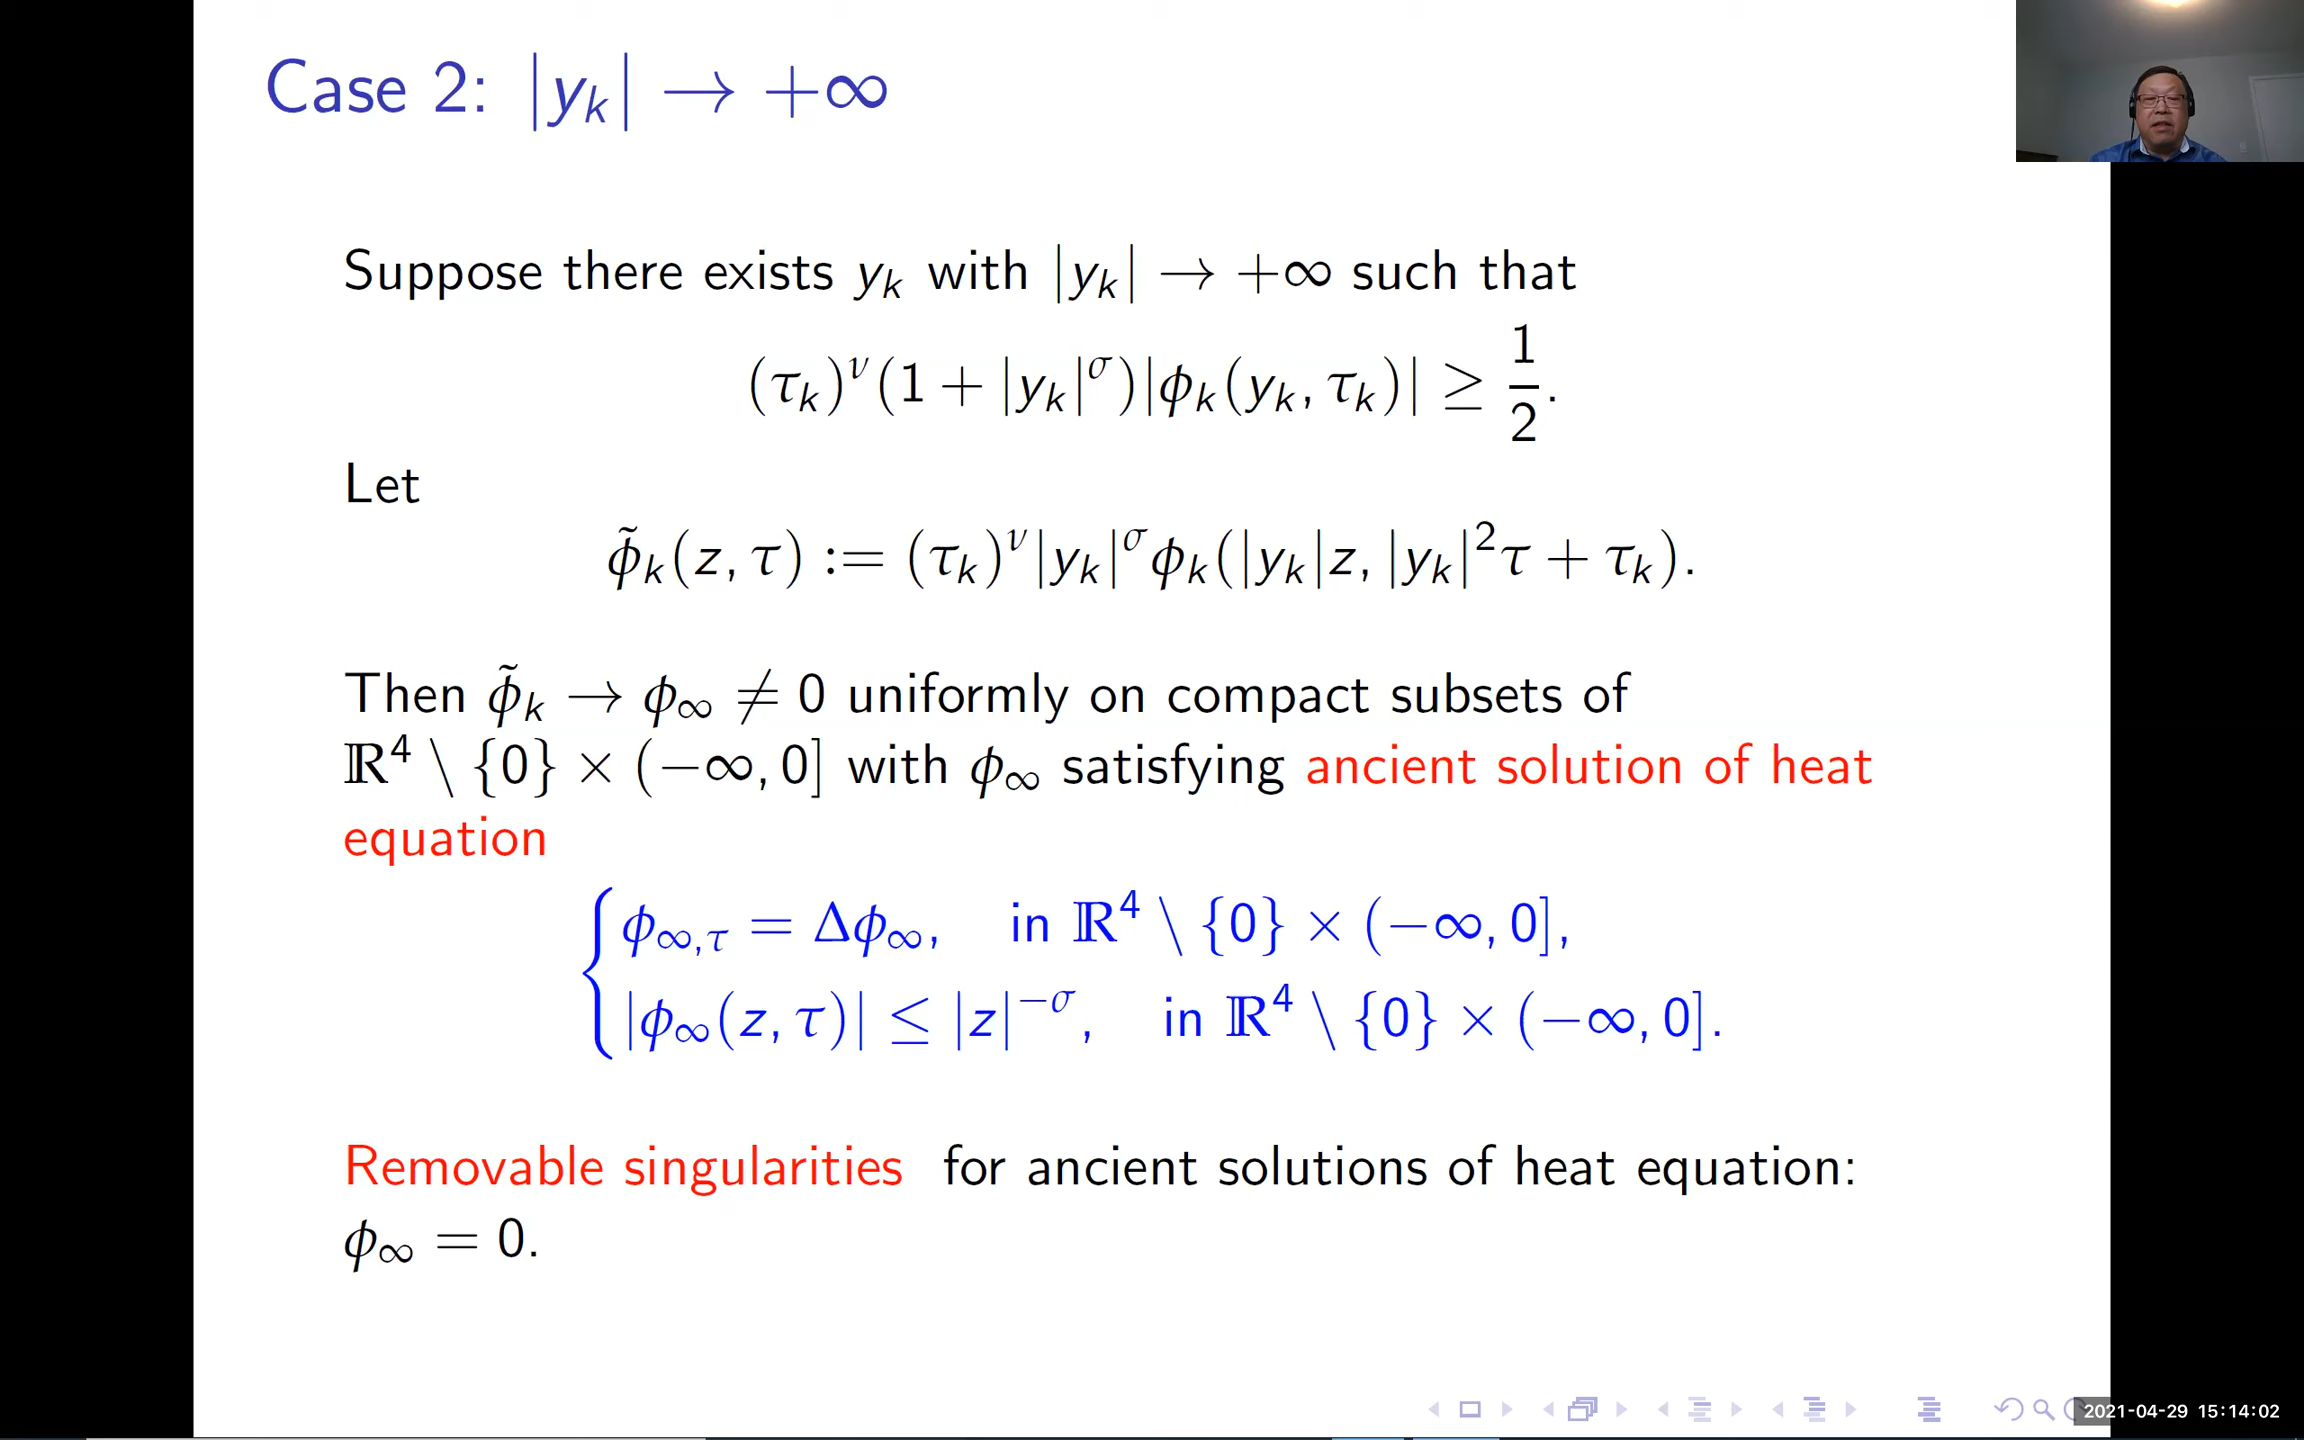 Case 2: |y_k| → +∞
Suppose there exists y_k with |y_k| → +∞ such that
(τ_k)^ν(1 + |y_k|^σ)|ϕ_k(y_k, τ_k)| ≥ 1/2.
Let
ϕ̃_k(z, τ) := (τ_k)^ν|y_k|^σϕ_k(|y_k|z, |y_k|^2τ + τ_k).
Then ϕ̃_k → ϕ_∞ ≠ 0 uniformly on compact subsets of
ℝ^4 \ {0} × (−∞, 0] with ϕ_∞ satisfying ancient solution of heat
equation
ϕ_{∞,τ} = Δϕ_∞, in ℝ^4 \ {0} × (−∞, 0],
|ϕ_∞(z, τ)| ≤ |z|^{−σ}, in ℝ^4 \ {0} × (−∞, 0].
Removable singularities for ancient solutions of heat equation:
ϕ_∞ = 0.
2021-04-29 15:14:02